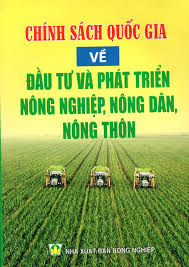 CHÍNH SÁCH QUỐC GIA
VỀ
ĐẦU TƯ VÀ PHÁT TRIỂN
NÔNG NGHIỆP, NÔNG DÂN,
NÔNG THÔN
NHÀ XUẤT BẢN NÔNG NGHIỆP